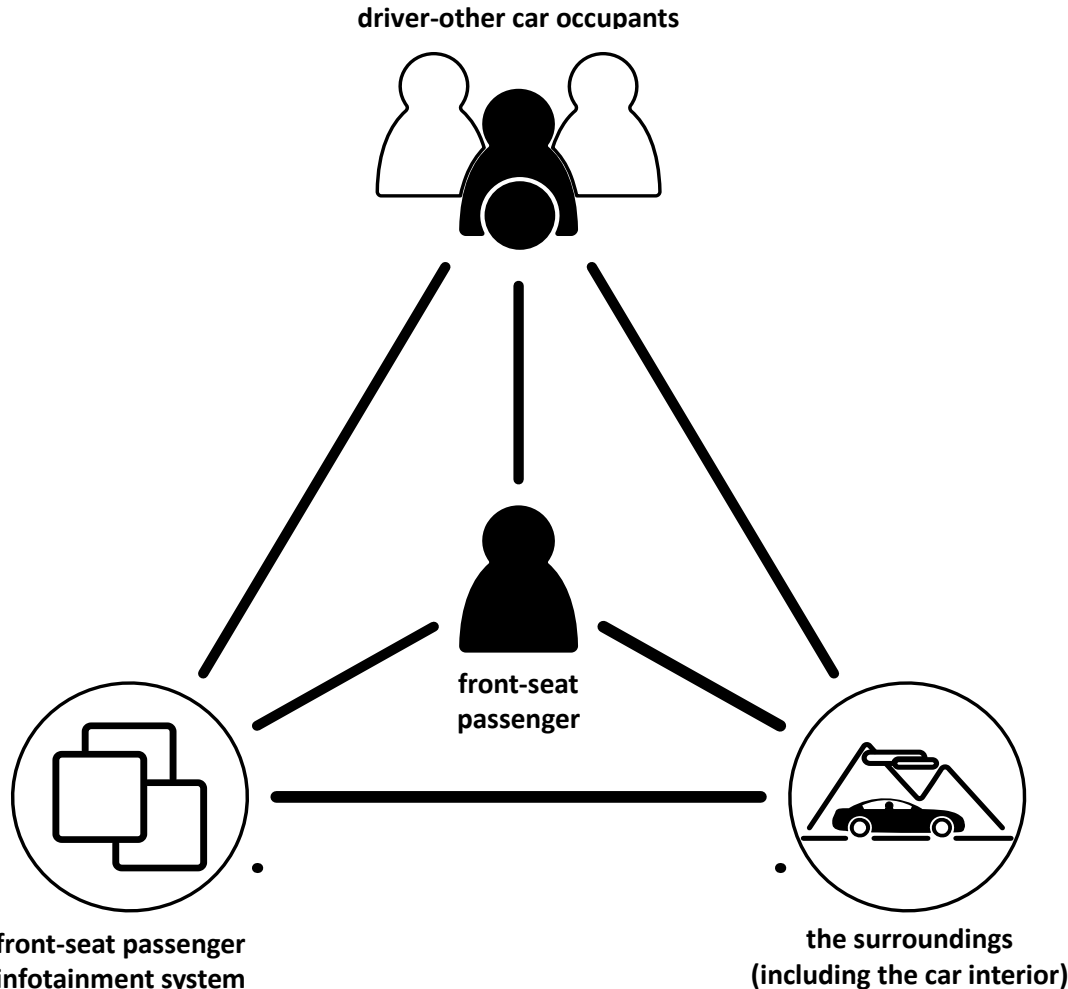 driver-other car occupants
front-seat
passenger
front-seat passenger
infotainment system
the surroundings
(including the car interior)